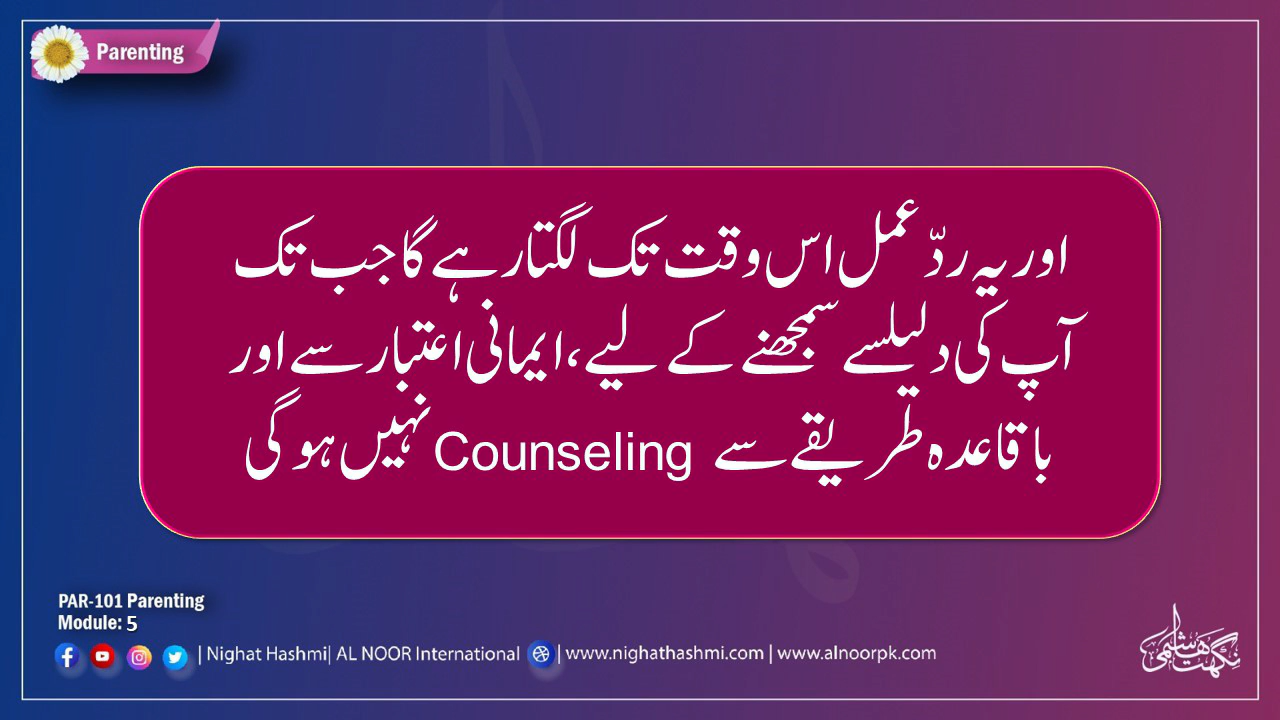 Parenting
اور یہ ردّ عمل اس وقت تک لگتا رہے گا جب تک
آپ کی دلیلسے سمجھنے کے لیے، ایمانی اعتبار سے اور
باقاعدہ طریقے سے Counseling نہیں ہو گی
PAR-101 Parenting
Module: 5
| Nighat Hashmi| AL NOOR International | www.nighathashmi.com | www.alnoorpk.com
نگہت ہاشمی